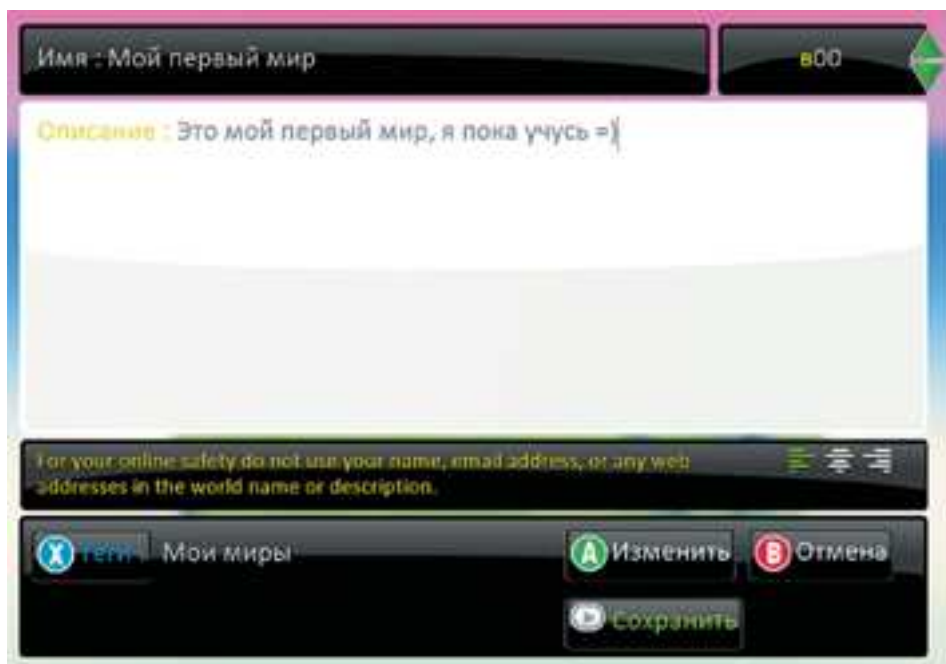 Имя : Мой первый мир
в00
Описание : Это мой первый мир, я пока учусь =)
For your online safety do not use your name, email address, or any web
addresses in the world name or description.
X Теги Мои миры
A Изменить B Отмена
Сохранить